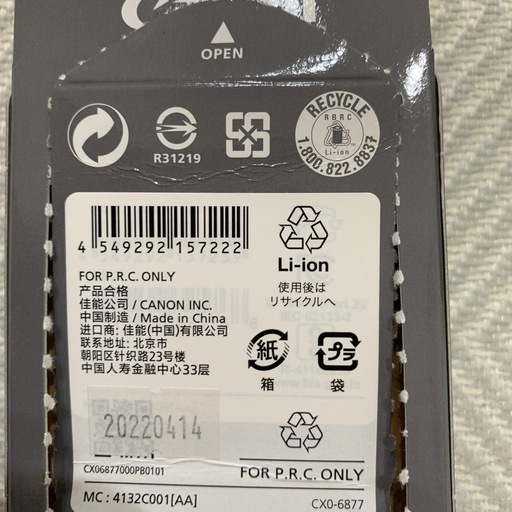 OPEN
R31219
RECYCLE
RBRC
Li-ion
1.800.822.8837
4 549292 157222
FOR P.R.C. ONLY
产品合格
佳能公司 / CANON INC.
中国制造 / Made in China
进口商: 佳能(中国)有限公司
联系地址: 北京市
朝阳区针织路23号楼
中国人寿金融中心33层
Li-ion
使用後は
リサイクルへ
紙
箱
プラ
袋
20220414
CX06877000PB0101
MC : 4132C001[AA]
Li-ion
FOR P.R.C. ONLY
CX0-6877